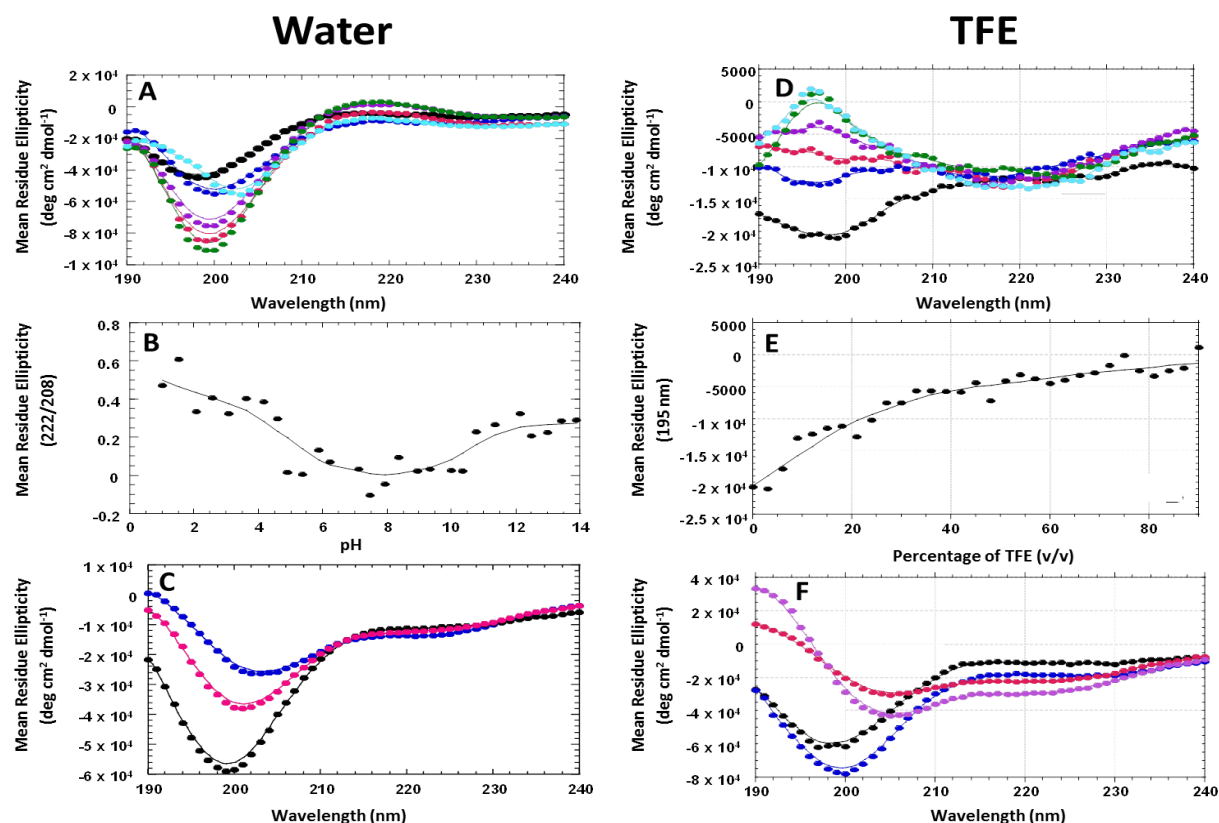 Water
TFE
A
Mean Residue Ellipticity
(deg cm² dmol⁻¹)
2 x 10⁴
0
-2 x 10⁴
-4 x 10⁴
-6 x 10⁴
-8 x 10⁴
-1 x 10⁴
190 200 210 220 230 240
Wavelength (nm)
D
Mean Residue Ellipticity
(deg cm² dmol⁻¹)
5000
0
-5000
-1 x 10⁴
-1.5 x 10⁴
-2 x 10⁴
-2.5 x 10⁴
190 200 210 220 230 240
Wavelength (nm)
B
Mean Residue Ellipticity
(222/208)
0.6
0.4
0.2
0
-0.2
0 2 4 6 8 10 12 14
pH
E
Mean Residue Ellipticity
(195 nm)
5000
0
-5000
-1 x 10⁴
-1.5 x 10⁴
-2 x 10⁴
-2.5 x 10⁴
0 20 40 60 80
Percentage of TFE (v/v)
C
Mean Residue Ellipticity
(deg cm² dmol⁻¹)
1 x 10⁴
0
-1 x 10⁴
-2 x 10⁴
-3 x 10⁴
-4 x 10⁴
-5 x 10⁴
-6 x 10⁴
190 200 210 220 230 240
Wavelength (nm)
F
Mean Residue Ellipticity
(deg cm² dmol⁻¹)
4 x 10⁴
2 x 10⁴
0
-2 x 10⁴
-4 x 10⁴
-6 x 10⁴
-8 x 10⁴
190 200 210 220 230 240
Wavelength (nm)